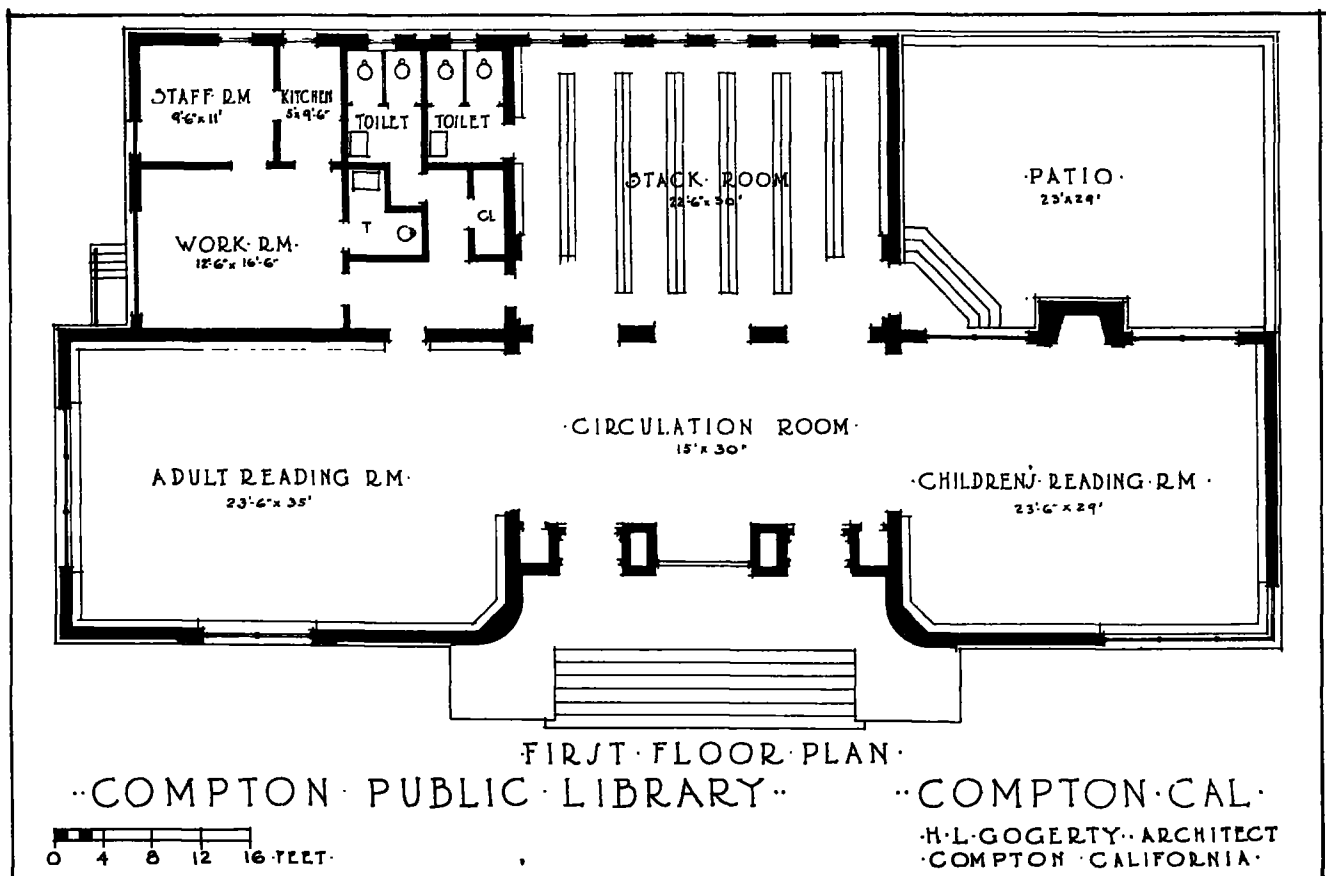 STAFF RM
9'-6" x 11'
KITCHEN
5' x 9'-6"
TOILET
TOILET
STACK · ROOM
22'-6" x 30'
· PATIO ·
23' x 29'
T
CL
WORK · RM ·
12'-6" x 16'-6"
· CIRCULATION ROOM ·
15' x 30'
ADULT READING RM ·
23'-6" x 35'
· CHILDREN'S · READING · RM ·
23'-6" x 29'
· FIRST · FLOOR · PLAN ·
·· COMPTON · PUBLIC · LIBRARY ··
·· COMPTON · CAL ·
0 4 8 12 16 · FEET ·
· H · L · GOGERTY ·· ARCHITECT
· COMPTON · CALIFORNIA ·